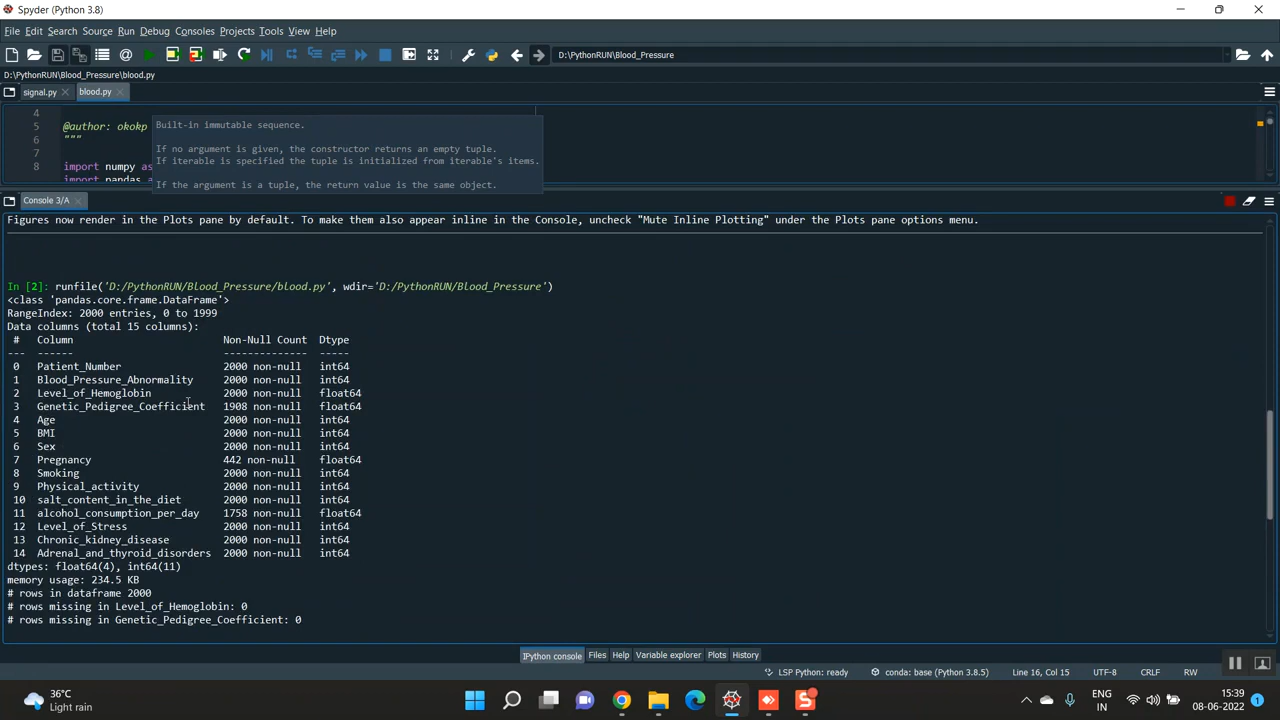 Spyder (Python 3.8)
File Edit Search Source Run Debug Consoles Projects Tools View Help
D:\PythonRUN\Blood_Pressure
D:\PythonRUN\Blood_Pressure\blood.py
signal.py blood.py
4
5 @author: okokp
6 """
7
8 import numpy as
import pandas a
Built-in immutable sequence.
If no argument is given, the constructor returns an empty tuple.
If iterable is specified the tuple is initialized from iterable's items.
If the argument is a tuple, the return value is the same object.
Console 3/A
Figures now render in the Plots pane by default. To make them also appear inline in the Console, uncheck "Mute Inline Plotting" under the Plots pane options menu.
In [2]: runfile('D:/PythonRUN/Blood_Pressure/blood.py', wdir='D:/PythonRUN/Blood_Pressure')
<class 'pandas.core.frame.DataFrame'>
RangeIndex: 2000 entries, 0 to 1999
Data columns (total 15 columns):
# Column Non-Null Count Dtype
--- ------ -------------- -----
0 Patient_Number 2000 non-null int64
1 Blood_Pressure_Abnormality 2000 non-null int64
2 Level_of_Hemoglobin 2000 non-null float64
3 Genetic_Pedigree_Coefficient 1908 non-null float64
4 Age 2000 non-null int64
5 BMI 2000 non-null int64
6 Sex 2000 non-null int64
7 Pregnancy 442 non-null float64
8 Smoking 2000 non-null int64
9 Physical_activity 2000 non-null int64
10 salt_content_in_the_diet 2000 non-null int64
11 alcohol_consumption_per_day 1758 non-null float64
12 Level_of_Stress 2000 non-null int64
13 Chronic_kidney_disease 2000 non-null int64
14 Adrenal_and_thyroid_disorders 2000 non-null int64
dtypes: float64(4), int64(11)
memory usage: 234.5 KB
# rows in dataframe 2000
# rows missing in Level_of_Hemoglobin: 0
# rows missing in Genetic_Pedigree_Coefficient: 0
IPython console Files Help Variable explorer Plots History
LSP Python: ready conda: base (Python 3.8.5) Line 16, Col 15 UTF-8 CRLF RW
36°C
Light rain
ENG
IN
15:39
08-06-2022
1